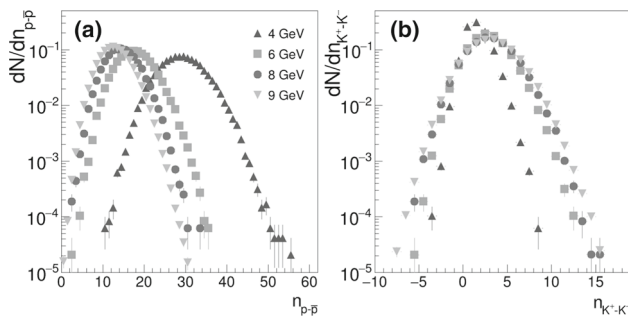 (a)
4 GeV
6 GeV
8 GeV
9 GeV
dN/dn_{p-p̅}
10^{-1}
10^{-2}
10^{-3}
10^{-4}
10^{-5}
0 10 20 30 40 50 60
n_{p-p̅}
(b)
dN/dn_{K^+-K^-}
10^{-1}
10^{-2}
10^{-3}
10^{-4}
10^{-5}
−10 −5 0 5 10 15
n_{K^+-K^-}